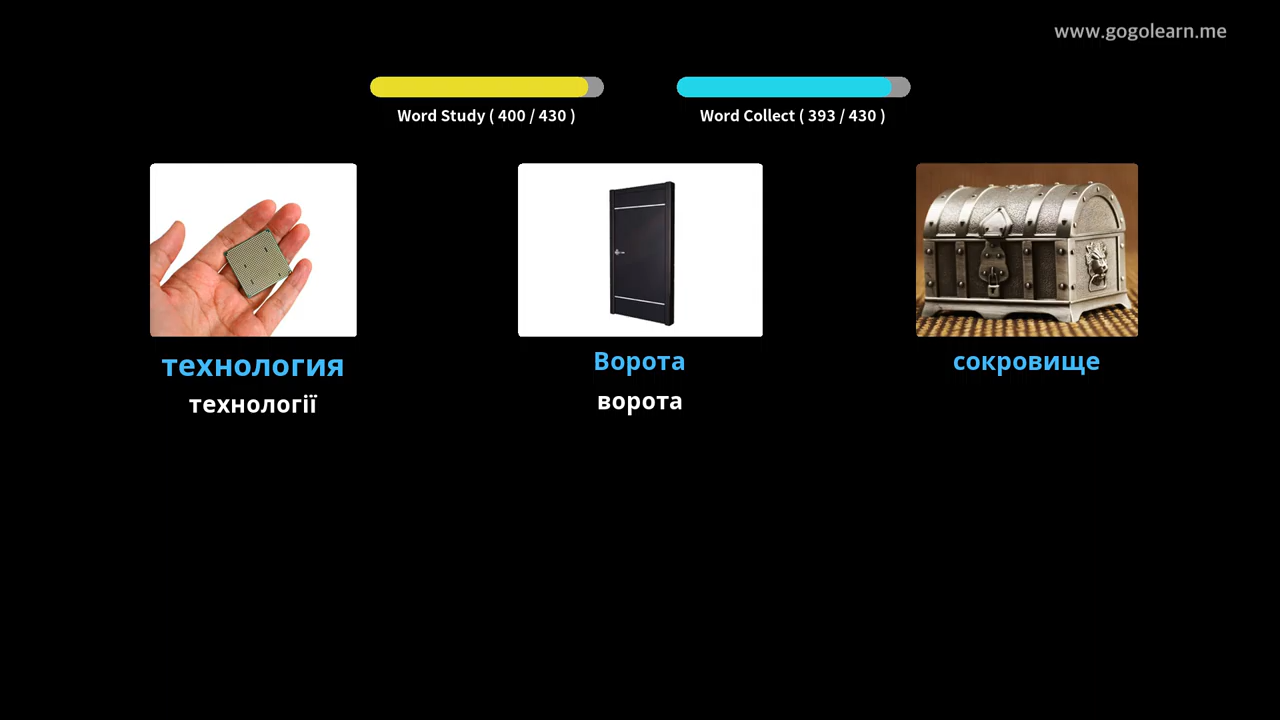 www.gogolearn.me
Word Study ( 400 / 430 )
Word Collect ( 393 / 430 )
технология
технології
Ворота
ворота
сокровище